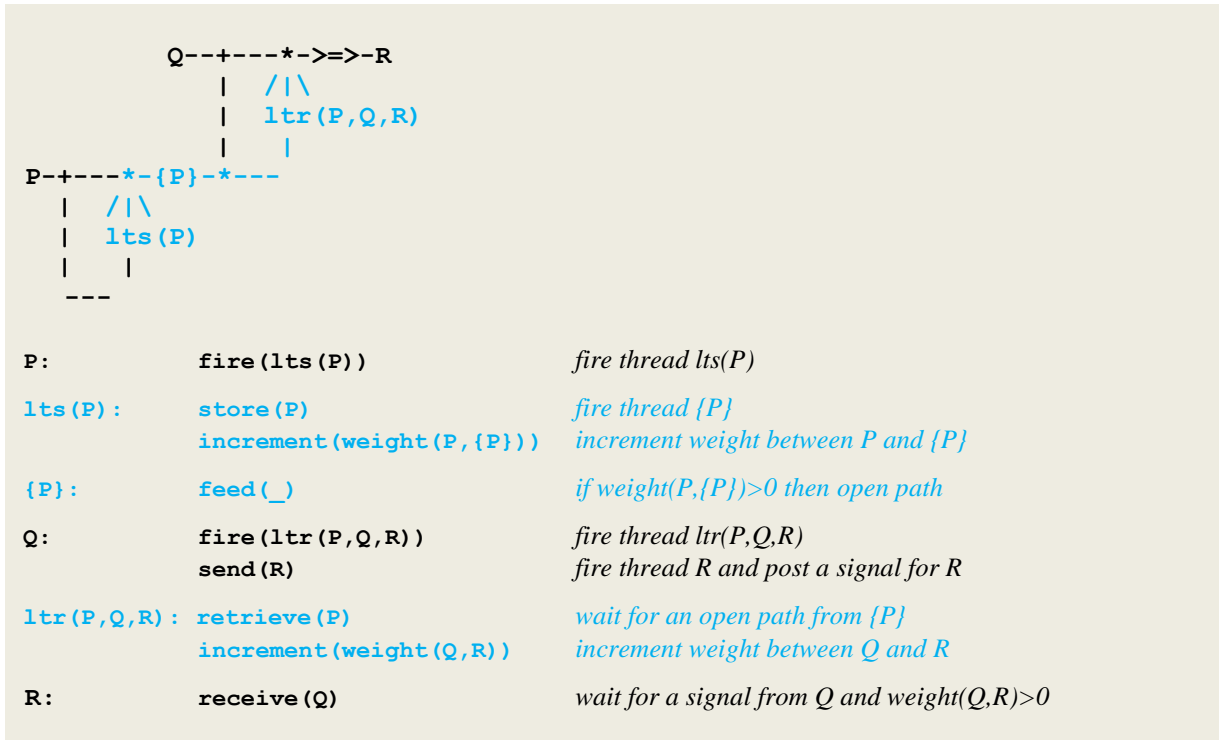 Q--+---*->=>-R
|   /|\
|   ltr(P,Q,R)
|    |
P-+---*-{P}-*---
|   /|\
|   lts(P)
|    |
---
P:   fire(lts(P))   fire thread lts(P)
lts(P):   store(P)   fire thread {P}
increment(weight(P,{P}))   increment weight between P and {P}
{P}:   feed(_)   if weight(P,{P})>0 then open path
Q:   fire(ltr(P,Q,R))   fire thread ltr(P,Q,R)
send(R)   fire thread R and post a signal for R
ltr(P,Q,R): retrieve(P)   wait for an open path from {P}
increment(weight(Q,R))   increment weight between Q and R
R:   receive(Q)   wait for a signal from Q and weight(Q,R)>0